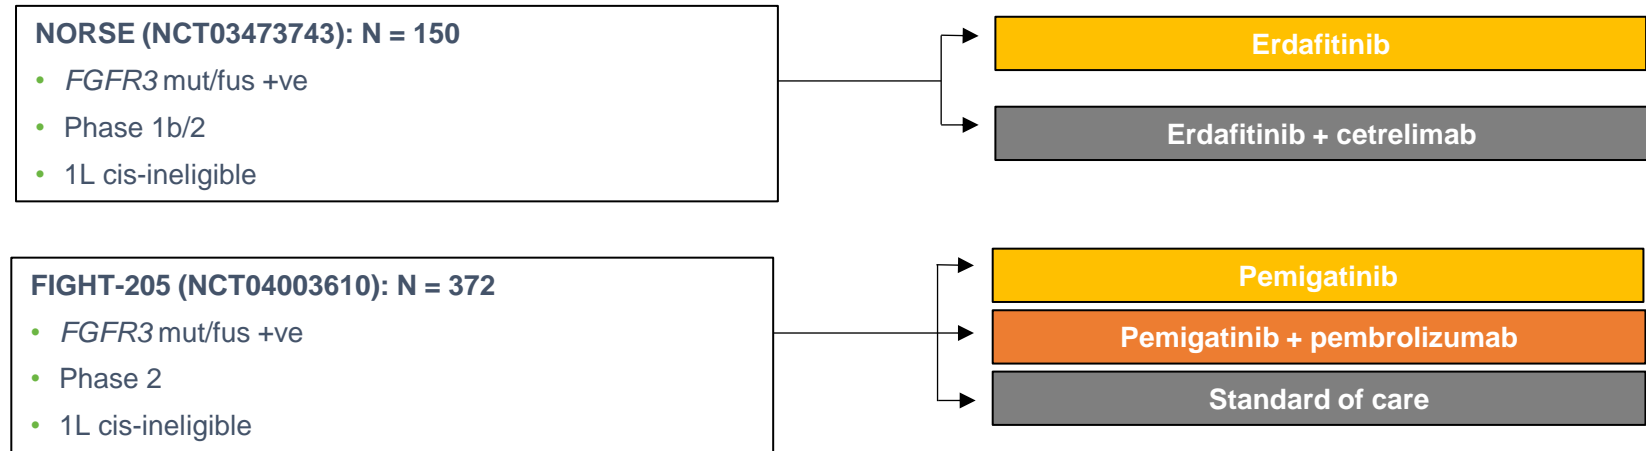 NORSE (NCT03473743): N = 150
• FGFR3 mut/fus +ve
• Phase 1b/2
• 1L cis-ineligible
Erdafitinib
Erdafitinib + cetrelimab
FIGHT-205 (NCT04003610): N = 372
• FGFR3 mut/fus +ve
• Phase 2
• 1L cis-ineligible
Pemigatinib
Pemigatinib + pembrolizumab
Standard of care